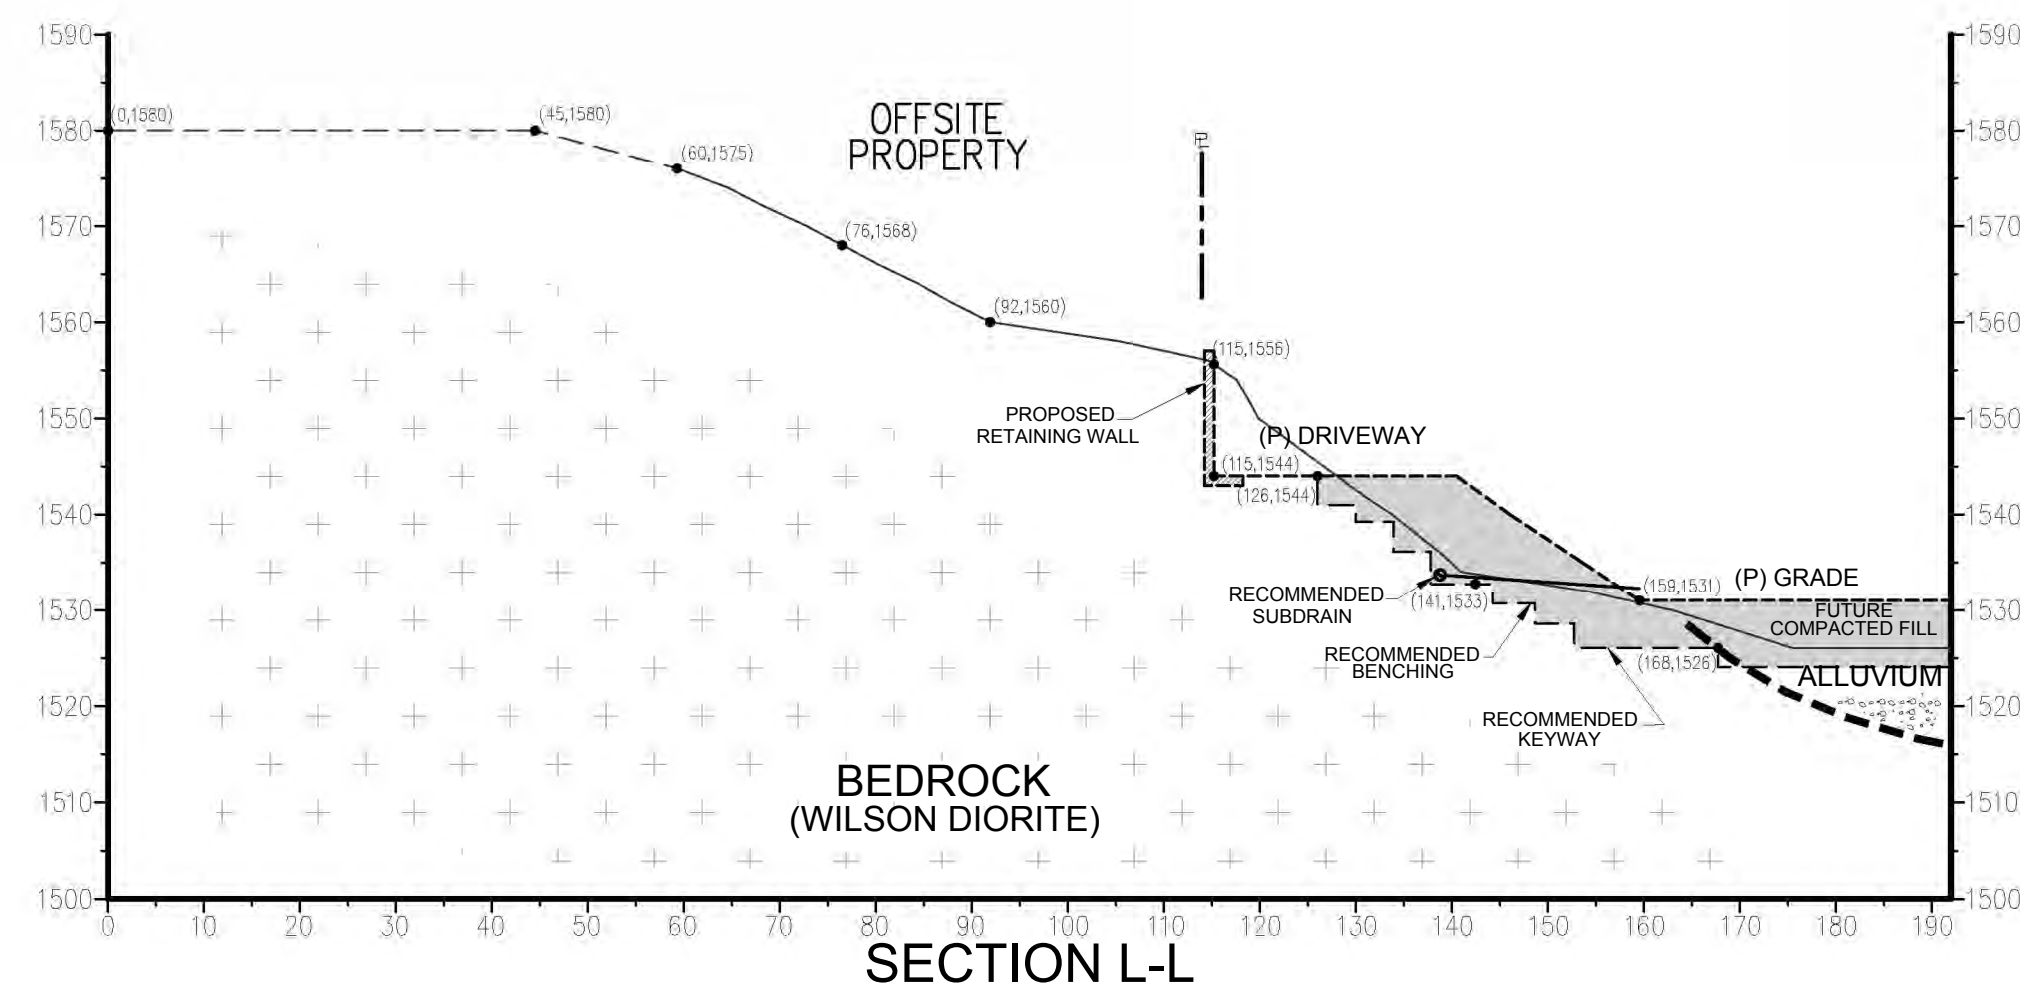 1590
1590
(0,1580)
(45,1580)
OFFSITE
PROPERTY
PL
1580
1580
(60,1575)
1570
(76,1568)
1570
1560
(92,1560)
1560
(115,1556)
PROPOSED
RETAINING WALL
1550
(P) DRIVEWAY
1550
(115,1544)
(126,1544)
1540
1540
RECOMMENDED
SUBDRAIN
(141,1533)
(159,1531)
(P) GRADE
1530
FUTURE
COMPACTED FILL
1530
RECOMMENDED
BENCHING
(168,1526)
ALLUVIUM
1520
RECOMMENDED
KEYWAY
1520
BEDROCK
(WILSON DIORITE)
1510
1510
1500
1500
0 10 20 30 40 50 60 70 80 90 100 110 120 130 140 150 160 170 180 190
SECTION L-L